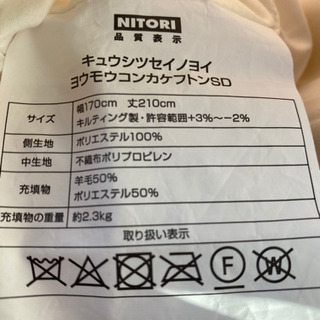 NITORI
品質表示
キュウシツセイノヨイ
ヨウモウコンカケフトンSD
サイズ 幅170cm 丈210cm
キルティング製・許容範囲+3%~-2%
側生地 ポリエステル100%
中生地 不織布ポリプロピレン
充填物 羊毛50%
ポリエステル50%
充填物の重量 約2.3kg
取り扱い表示
F W